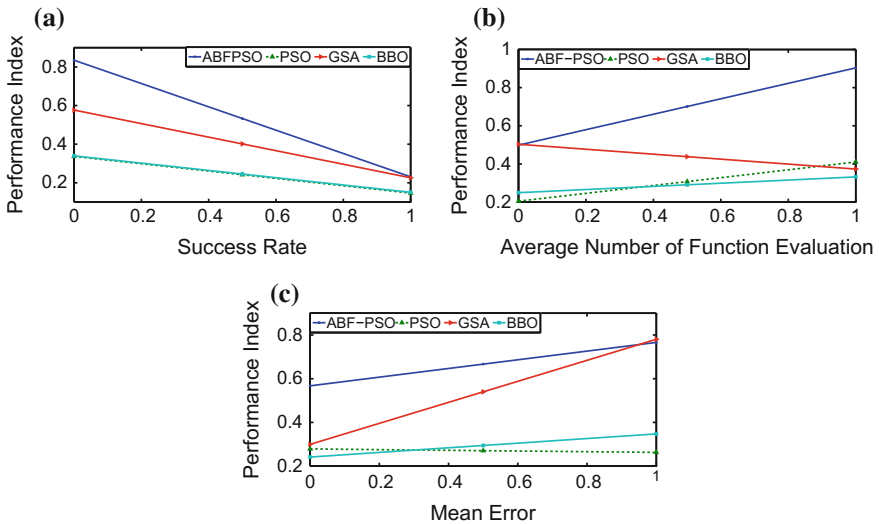 (a)
ABFPSO PSO GSA BBO
Performance Index
0.8
0.6
0.4
0.2
0 0.2 0.4 0.6 0.8 1
Success Rate
(b)
ABF−PSO PSO GSA BBO
Performance Index
1
0.8
0.6
0.4
0.2
0 0.2 0.4 0.6 0.8 1
Average Number of Function Evaluation
(c)
ABF−PSO PSO GSA BBO
Performance Index
0.8
0.6
0.4
0.2
0 0.2 0.4 0.6 0.8 1
Mean Error